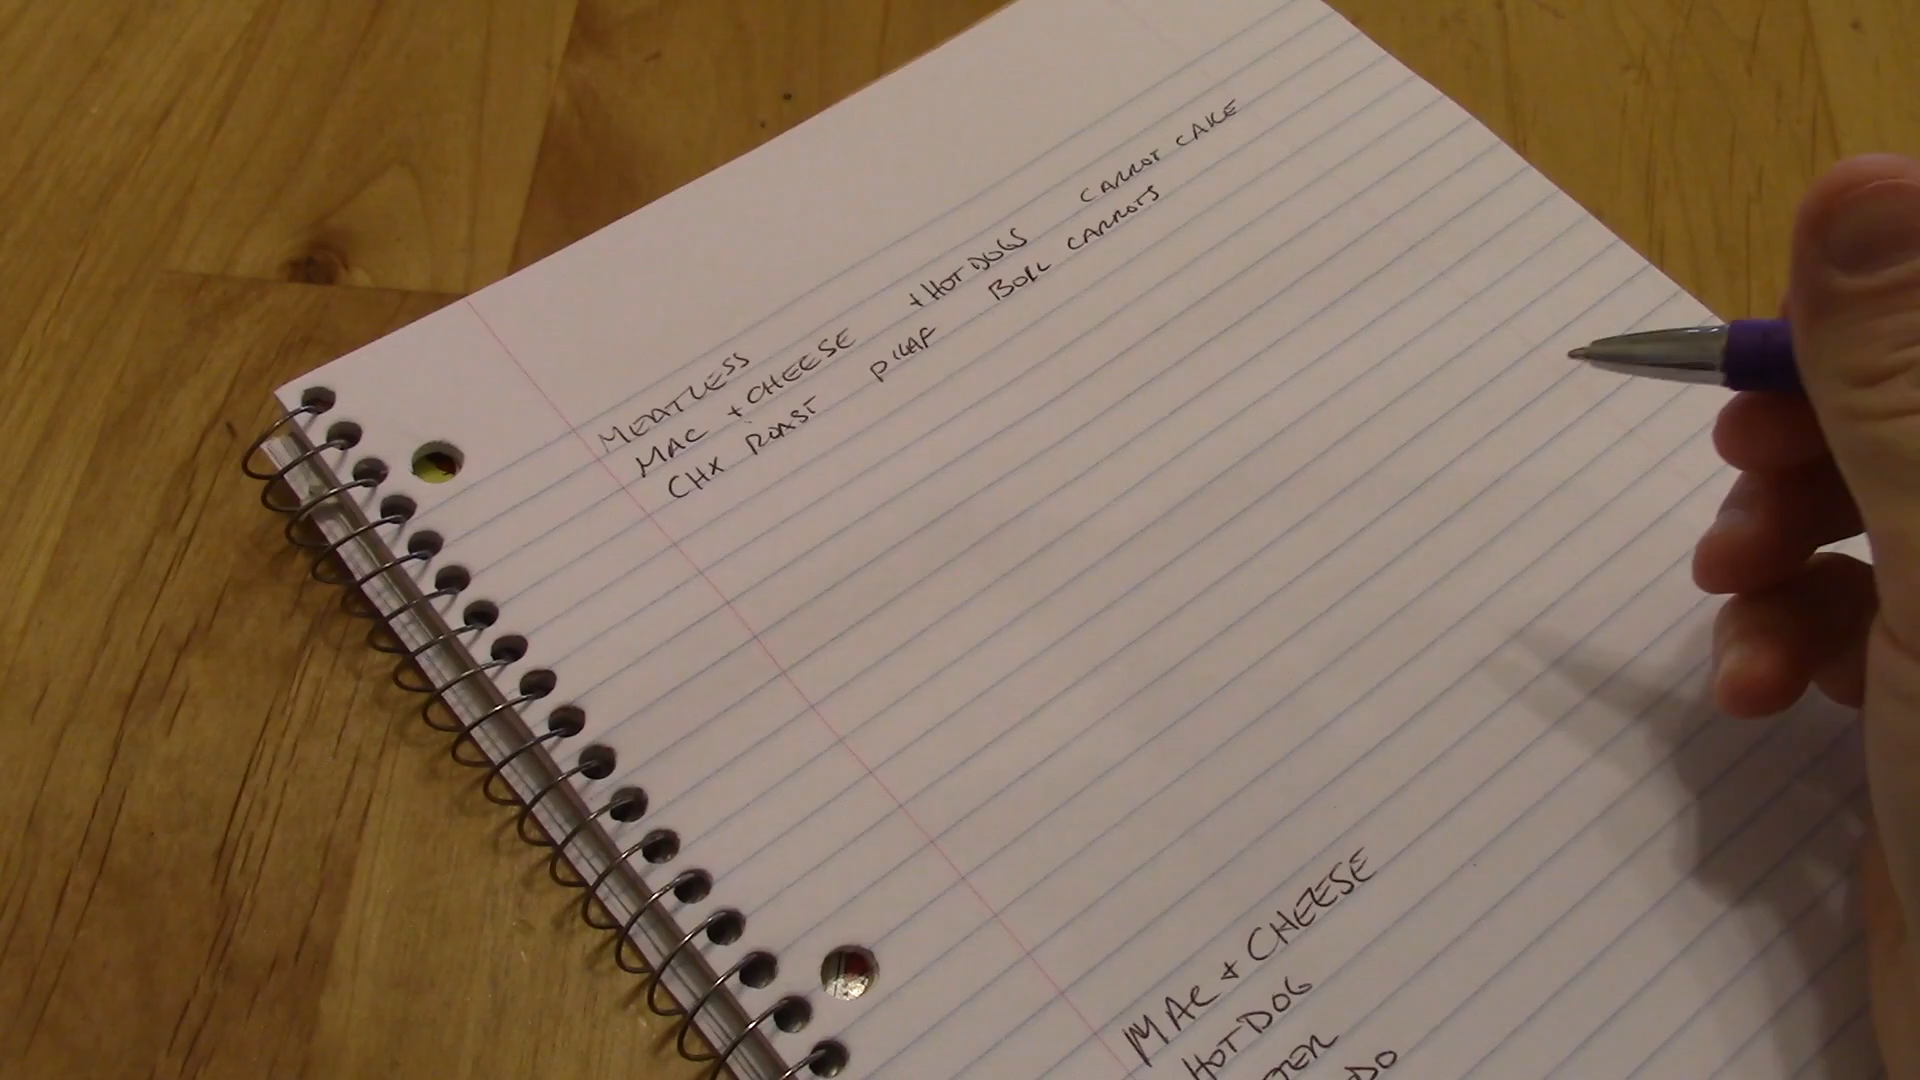 MEATLESS
MAC + CHEESE + HOT DOGS CARROT CAKE
CHX ROAST PILAF BOIL CARROTS
MAC + CHEESE
HOT DOG